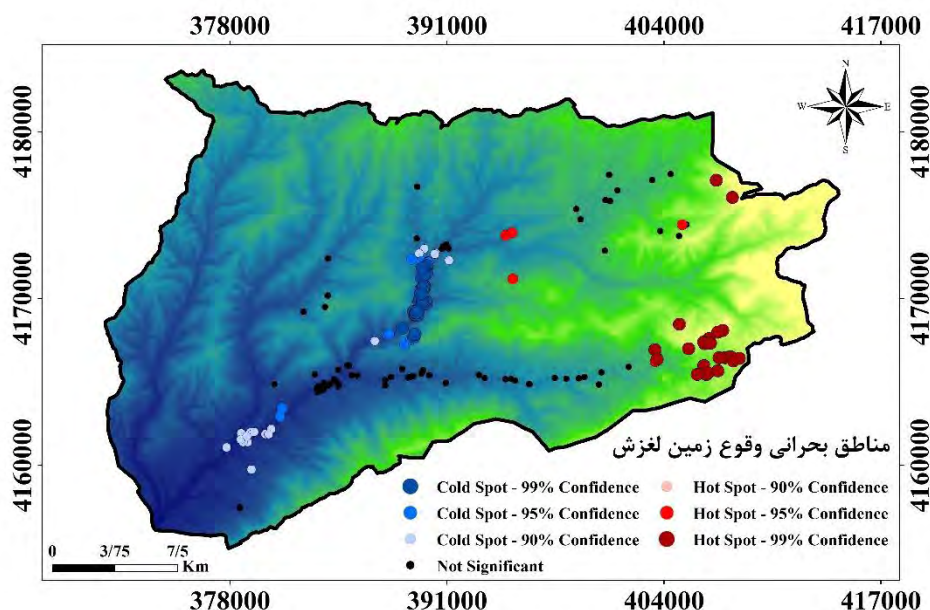 378000 391000 404000 417000
N
W E
S
4180000 4180000
4170000 4170000
4160000 4160000
مناطق بحرانی وقوع زمین لغزش
Cold Spot - 99% Confidence Hot Spot - 90% Confidence
Cold Spot - 95% Confidence Hot Spot - 95% Confidence
Cold Spot - 90% Confidence Hot Spot - 99% Confidence
Not Significant
0 3/75 7/5
Km
378000 391000 404000 417000